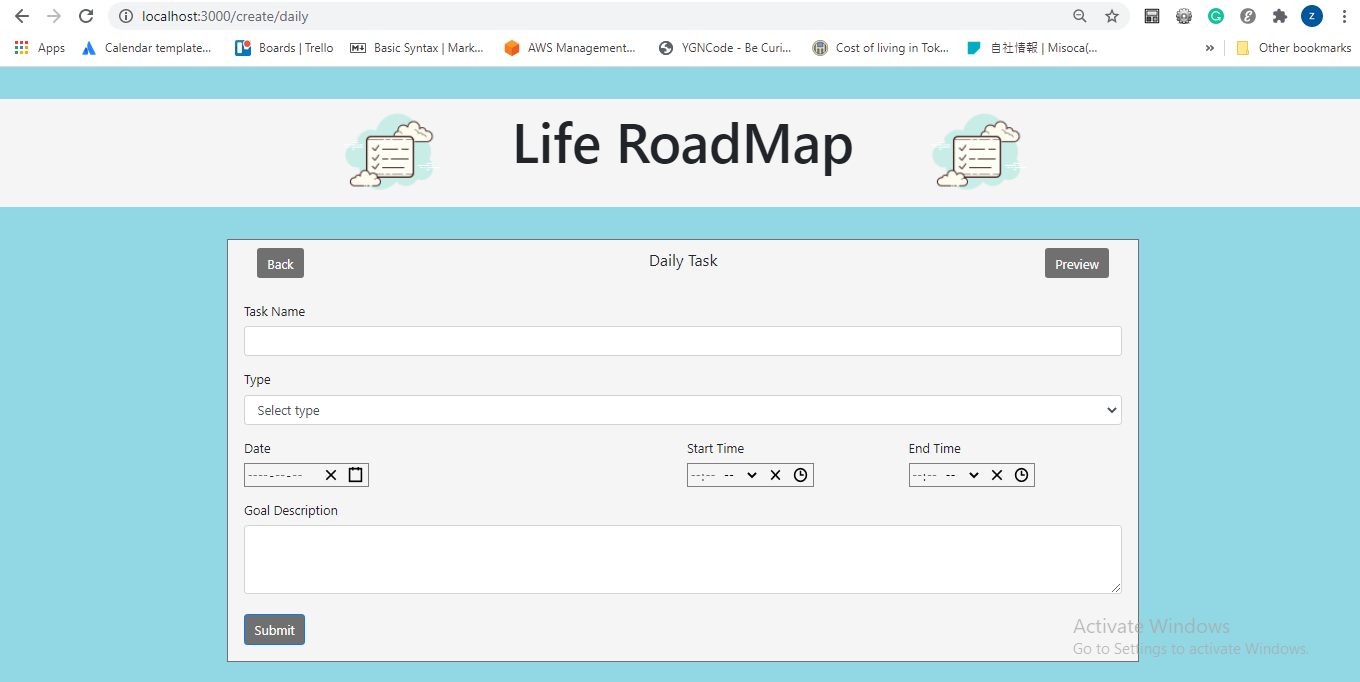 localhost:3000/create/daily
Z
Apps
Calendar template...
Boards | Trello
M↓
Basic Syntax | Mark...
AWS Management...
YGNCode - Be Curi...
Cost of living in Tok...
自社情報 | Misoca(...
»
Other bookmarks
Life RoadMap
Back
Daily Task
Preview
Task Name
Type
Select type
Date
Start Time
End Time
----.--.--
--:-- --
--:-- --
Goal Description
Submit
Activate Windows
Go to Settings to activate Windows.